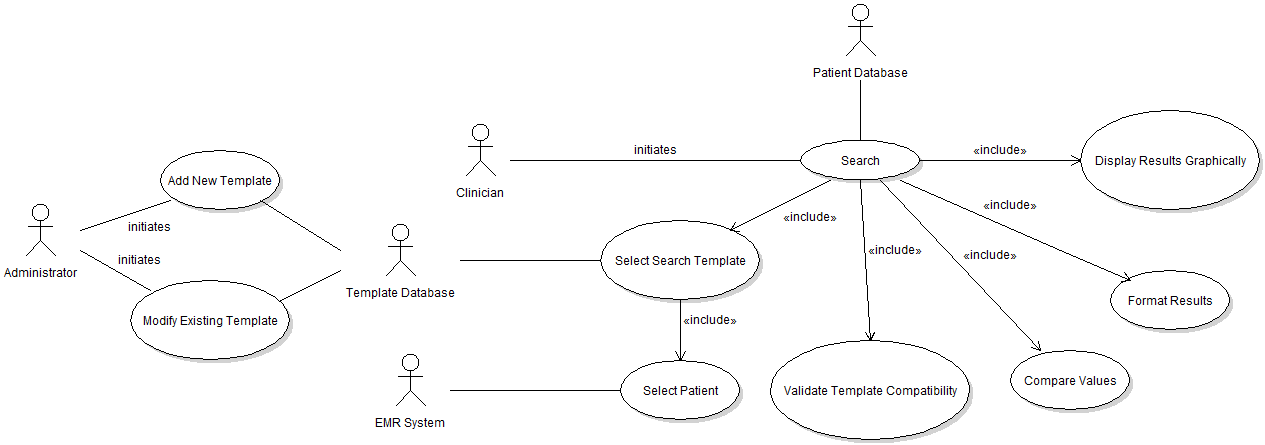 Patient Database
initiates
Search
«include»
Display Results Graphically
Clinician
Add New Template
initiates
«include»
«include»
«include»
«include»
Administrator
initiates
Template Database
Select Search Template
Modify Existing Template
«include»
Format Results
EMR System
Select Patient
Validate Template Compatibility
Compare Values